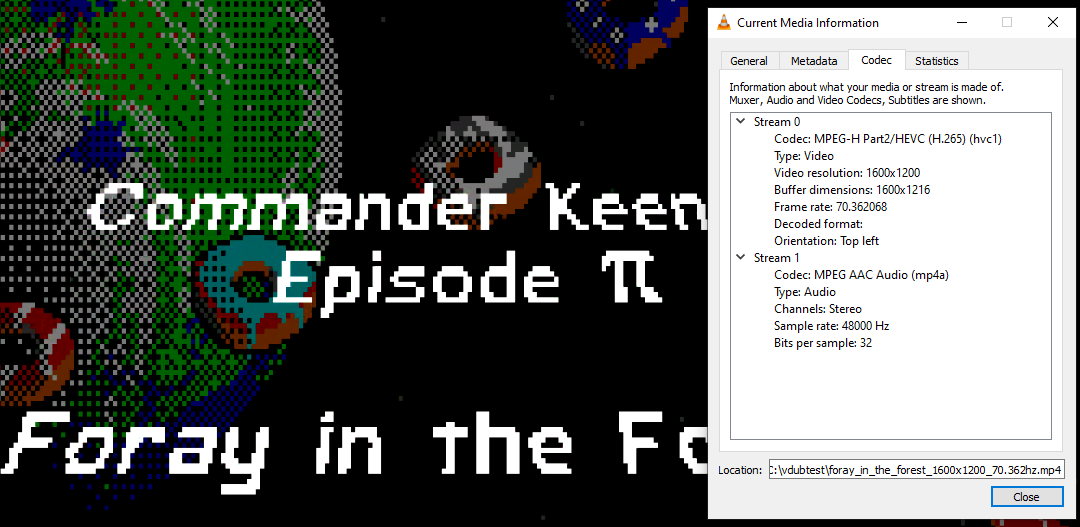 Commander Keen
Episode π
Foray in the Fo
Current Media Information
General Metadata Codec Statistics
Information about what your media or stream is made of.
Muxer, Audio and Video Codecs, Subtitles are shown.
Stream 0
Codec: MPEG-H Part2/HEVC (H.265) (hvc1)
Type: Video
Video resolution: 1600x1200
Buffer dimensions: 1600x1216
Frame rate: 70.362068
Decoded format:
Orientation: Top left
Stream 1
Codec: MPEG AAC Audio (mp4a)
Type: Audio
Channels: Stereo
Sample rate: 48000 Hz
Bits per sample: 32
Location: C:\vdubtest\foray_in_the_forest_1600x1200_70.362hz.mp4
Close